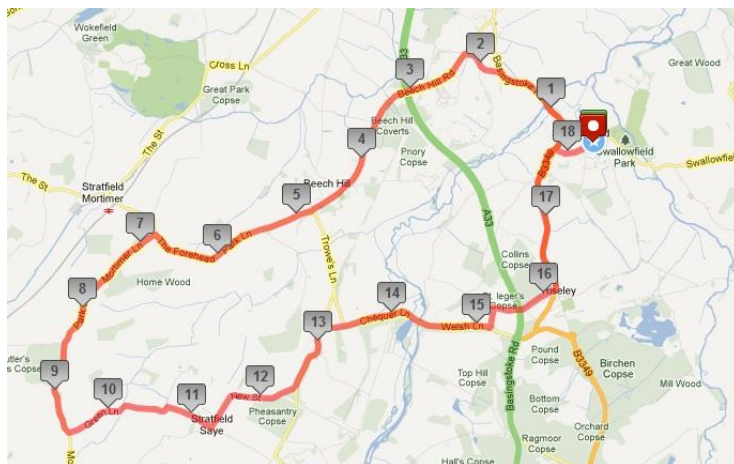 Wokefield
Green
Cross Ln
Great Park
Copse
The St
The St
Stratfield
Mortimer
33
2
Basingstoke
3
Beech Hill Rd
1
Great Wood
Beech Hill
Coverts
4
18
Swallowfield
Park
Swallowfield
B3349
Priory
Copse
5
Beech Hill
17
A33
7
Mortimer Ln
The Forehead
6
Park Ln
Trowe's Ln
Collins
Copse
16
Home Wood
8
Park
14
15
Copse
13
Chequer Ln
Welsh Ln
Basingstoke Rd
Pound
Copse
B3349
Birchen
Copse
9
s Copse
10
Green Ln
11
Stratfield
Saye
12
New St
Pheasantry
Copse
Top Hill
Copse
Bottom
Copse
Mill Wood
Orchard
Copse
Ragmoor
Copse
Hall's Copse